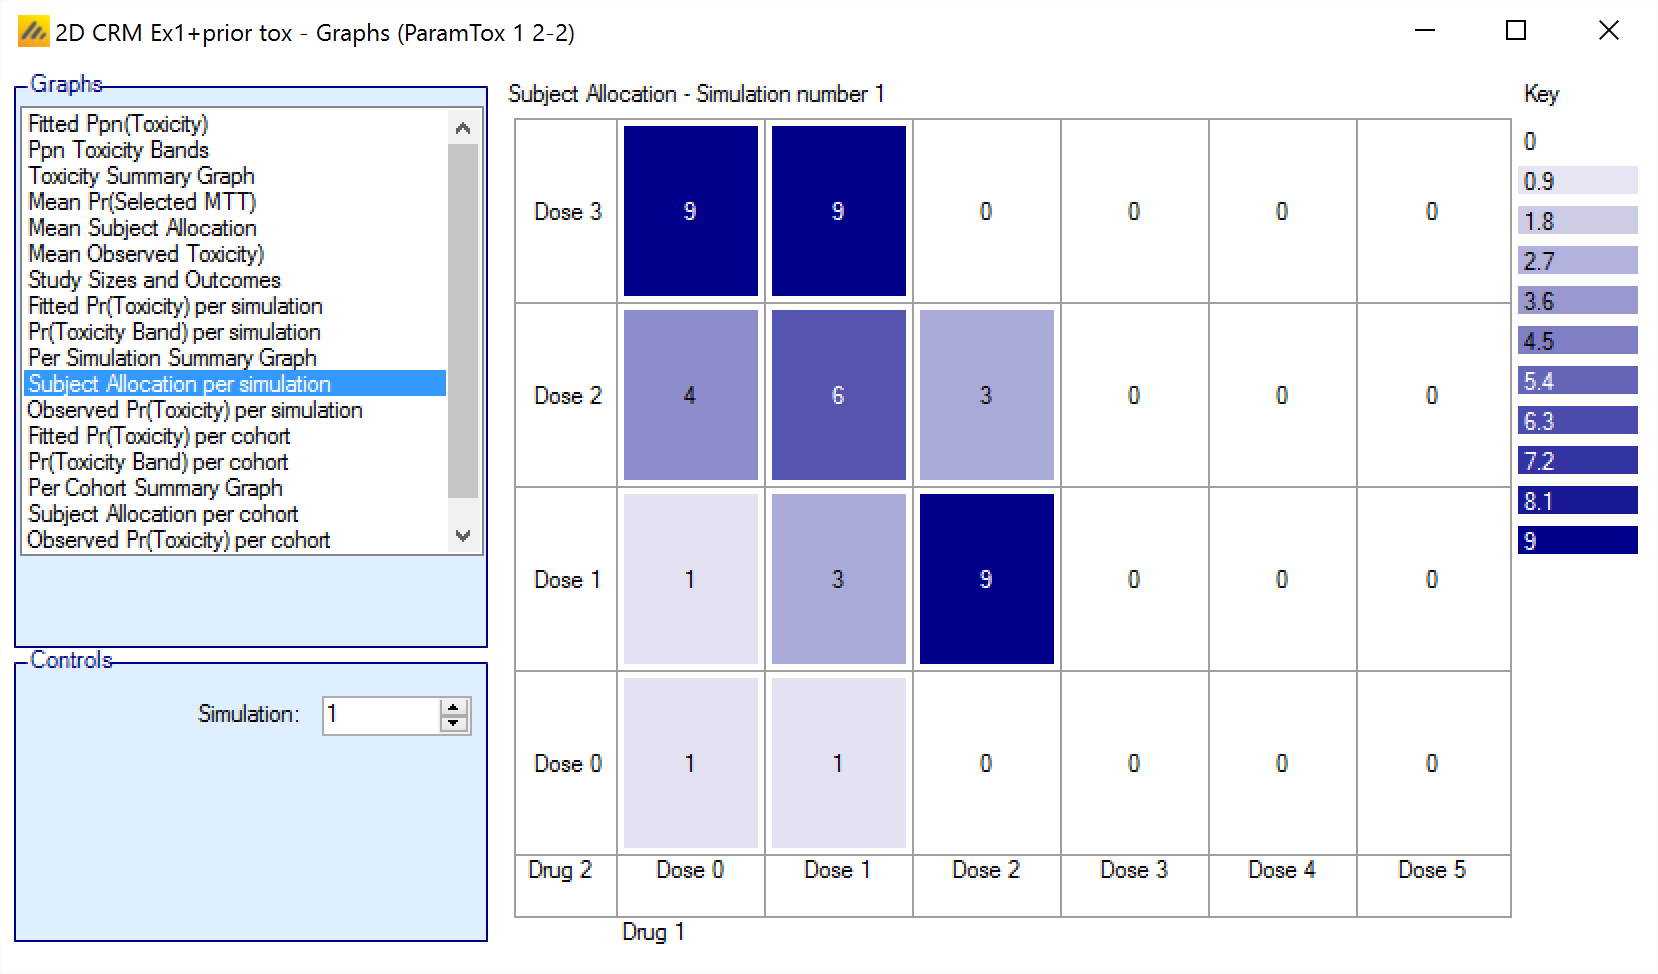 2D CRM Ex1+prior tox - Graphs (ParamTox 1 2-2)
Graphs
Fitted Ppn(Toxicity)
Ppn Toxicity Bands
Toxicity Summary Graph
Mean Pr(Selected MTT)
Mean Subject Allocation
Mean Observed Toxicity)
Study Sizes and Outcomes
Fitted Pr(Toxicity) per simulation
Pr(Toxicity Band) per simulation
Per Simulation Summary Graph
Subject Allocation per simulation
Observed Pr(Toxicity) per simulation
Fitted Pr(Toxicity) per cohort
Pr(Toxicity Band) per cohort
Per Cohort Summary Graph
Subject Allocation per cohort
Observed Pr(Toxicity) per cohort
Controls
Simulation: 1
Subject Allocation - Simulation number 1
Dose 3 9 9 0 0 0 0
Dose 2 4 6 3 0 0 0
Dose 1 1 3 9 0 0 0
Dose 0 1 1 0 0 0 0
Drug 2 Dose 0 Dose 1 Dose 2 Dose 3 Dose 4 Dose 5
Drug 1
Key
0
0.9
1.8
2.7
3.6
4.5
5.4
6.3
7.2
8.1
9